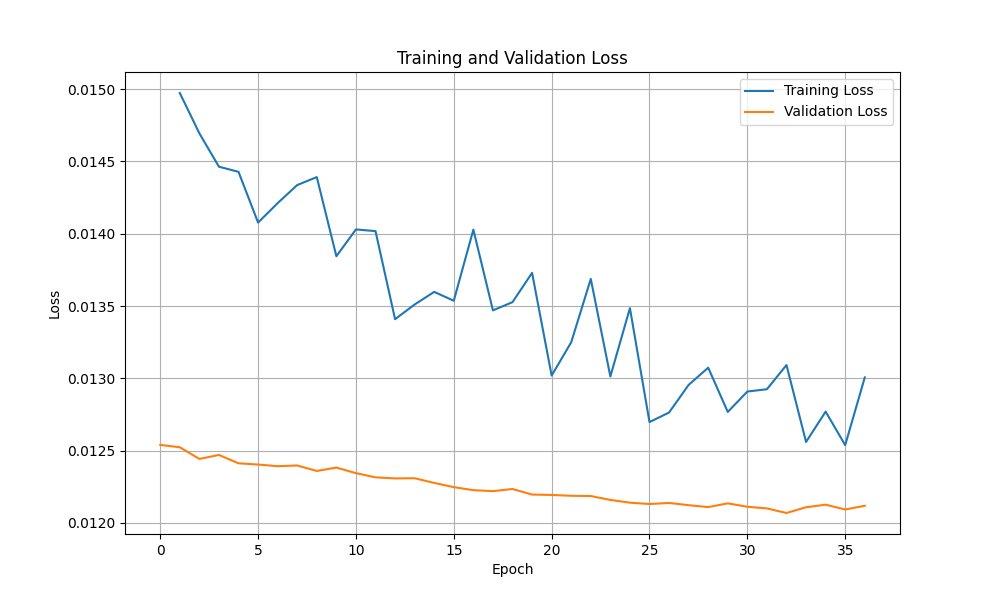 Training and Validation Loss
Training Loss
Validation Loss
0.0150
0.0145
0.0140
0.0135
0.0130
0.0125
0.0120
Loss
0 5 10 15 20 25 30 35
Epoch